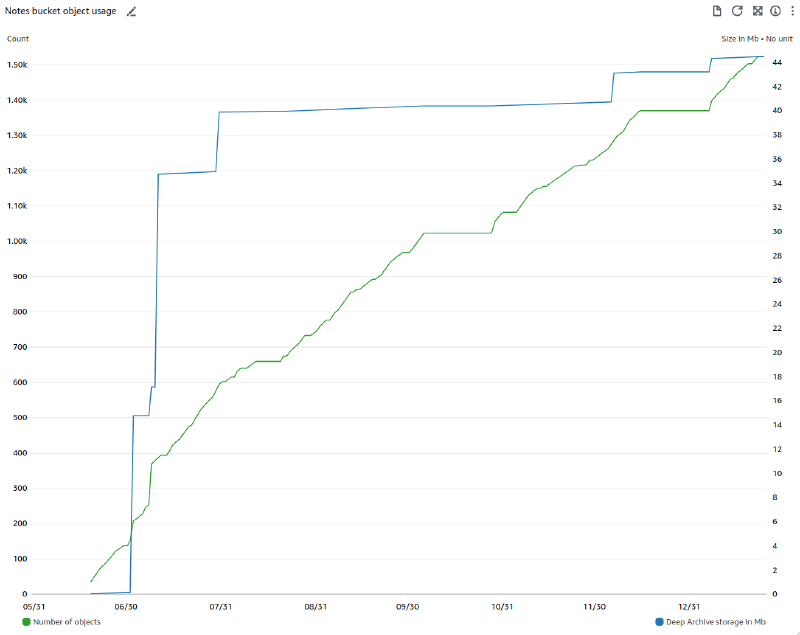 Notes bucket object usage
Count
Size in Mb • No unit
1.50k
1.40k
1.30k
1.20k
1.10k
1.00k
900
800
700
600
500
400
300
200
100
0
44
42
40
38
36
34
32
30
28
26
24
22
20
18
16
14
12
10
8
6
4
2
0
05/31 06/30 07/31 08/31 09/30 10/31 11/30 12/31
Number of objects
Deep Archive storage in Mb